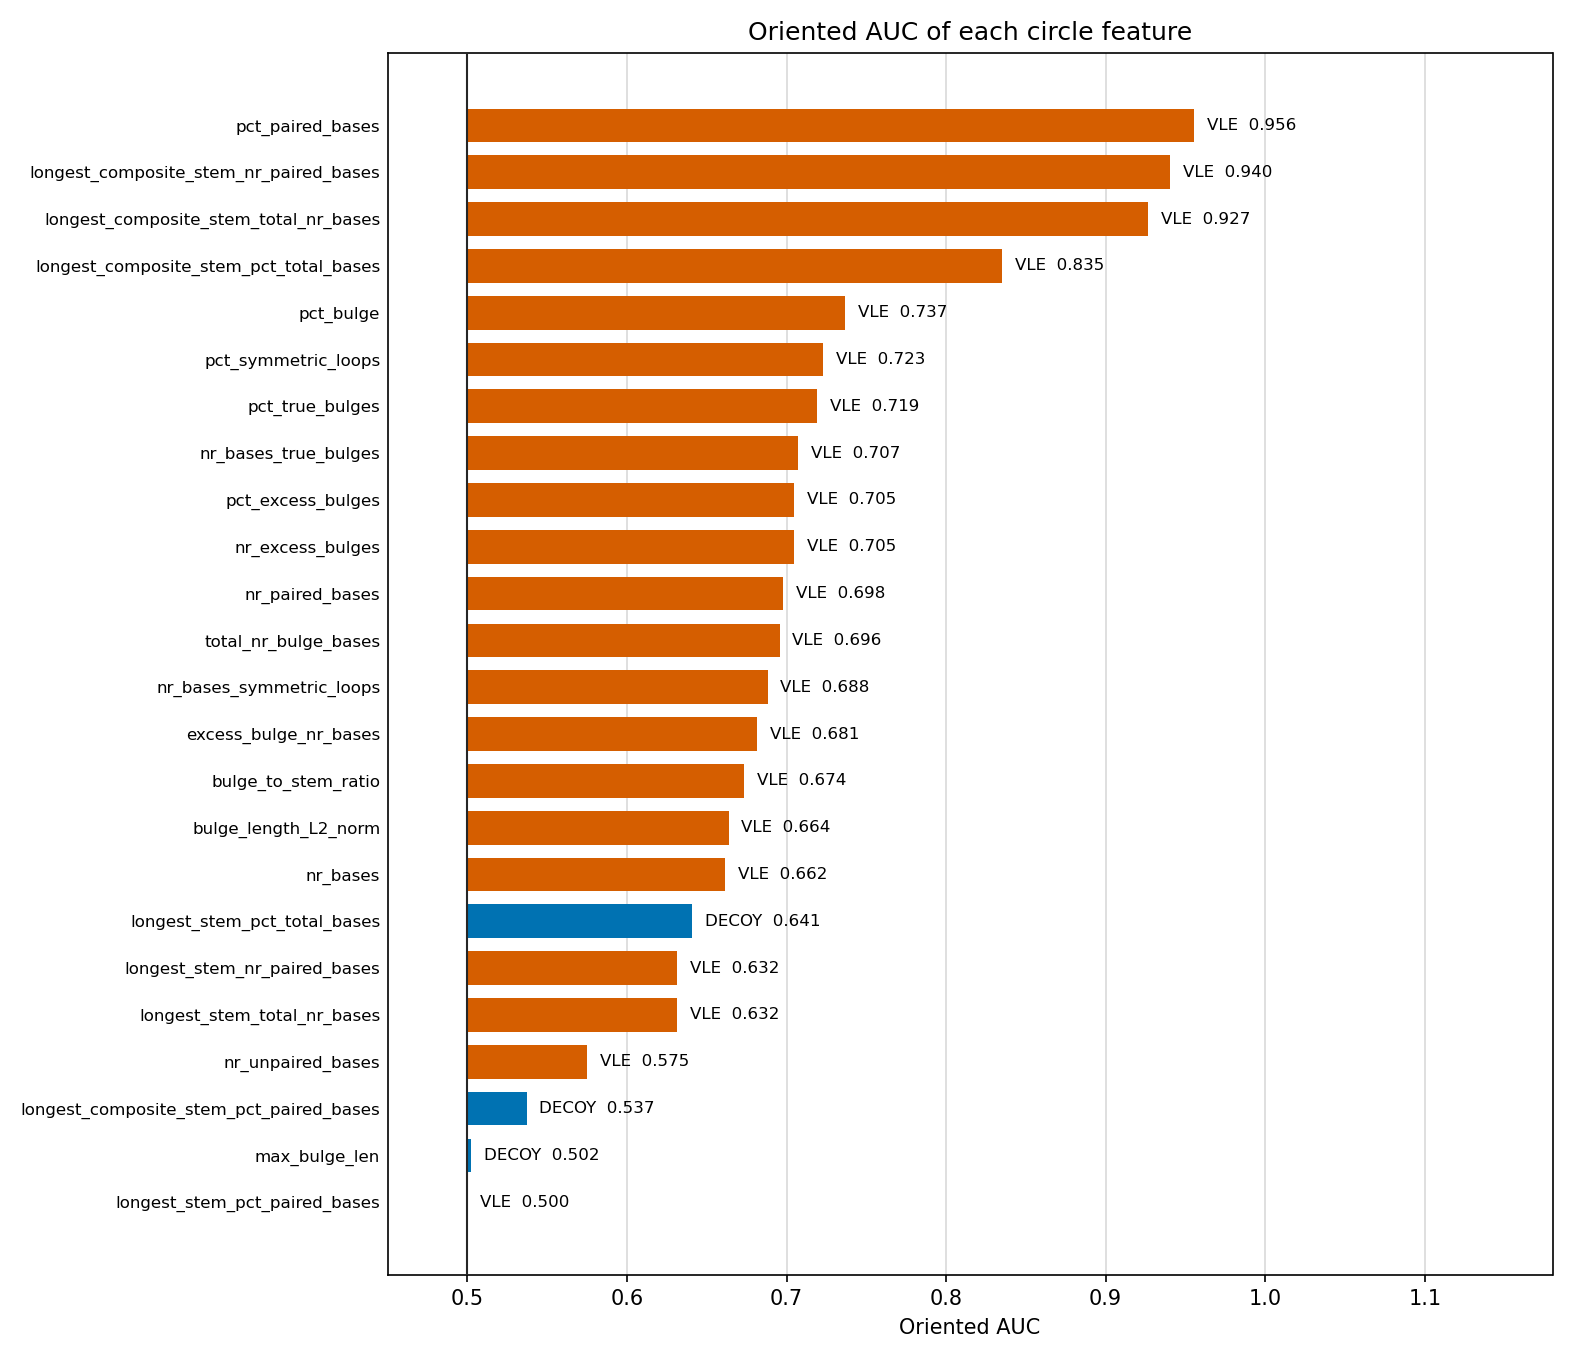 Oriented AUC of each circle feature
pct_paired_bases VLE 0.956
longest_composite_stem_nr_paired_bases VLE 0.940
longest_composite_stem_total_nr_bases VLE 0.927
longest_composite_stem_pct_total_bases VLE 0.835
pct_bulge VLE 0.737
pct_symmetric_loops VLE 0.723
pct_true_bulges VLE 0.719
nr_bases_true_bulges VLE 0.707
pct_excess_bulges VLE 0.705
nr_excess_bulges VLE 0.705
nr_paired_bases VLE 0.698
total_nr_bulge_bases VLE 0.696
nr_bases_symmetric_loops VLE 0.688
excess_bulge_nr_bases VLE 0.681
bulge_to_stem_ratio VLE 0.674
bulge_length_L2_norm VLE 0.664
nr_bases VLE 0.662
longest_stem_pct_total_bases DECOY 0.641
longest_stem_nr_paired_bases VLE 0.632
longest_stem_total_nr_bases VLE 0.632
nr_unpaired_bases VLE 0.575
longest_composite_stem_pct_paired_bases DECOY 0.537
max_bulge_len DECOY 0.502
longest_stem_pct_paired_bases VLE 0.500
0.5 0.6 0.7 0.8 0.9 1.0 1.1
Oriented AUC